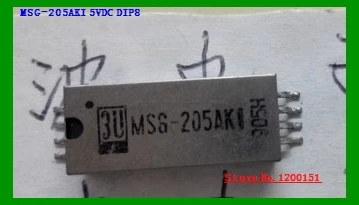 MSG-205AKI 5VDC DIP8
3U MSG-205AKI 905H
Store No. 1200151